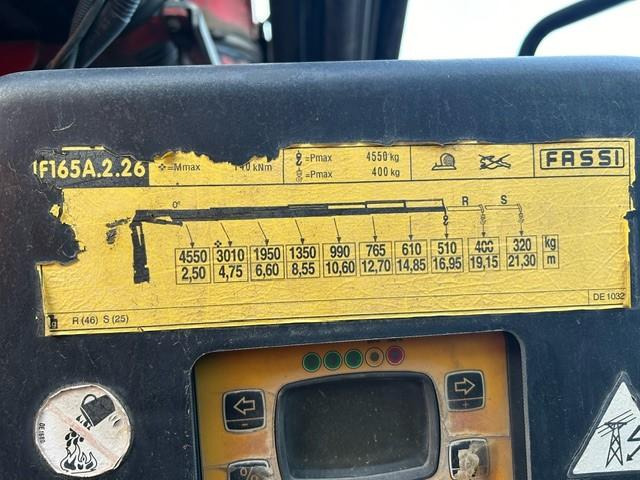 F165A.2.26
=Mmax 140 kNm
=Pmax 4550 kg
=Pmax 400 kg
FASSI
0°
R S
4550 3010 1950 1350 990 765 610 510 400 320 kg
2,50 4,75 6,60 8,55 10,60 12,70 14,85 16,95 19,15 21,30 m
kg R (46) S (25)
DE 1032
- +
%